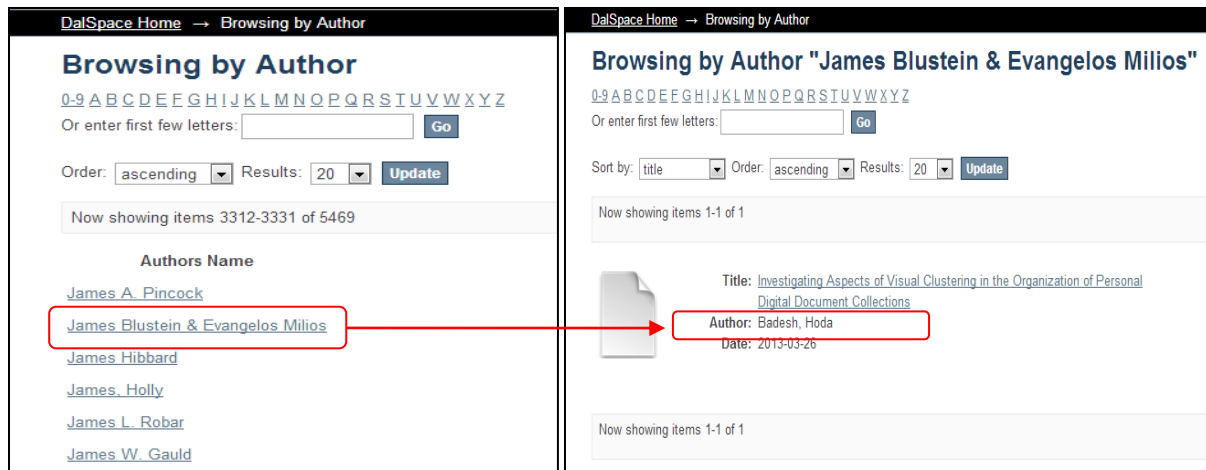 DalSpace Home → Browsing by Author
Browsing by Author
0-9 A B C D E F G H I J K L M N O P Q R S T U V W X Y Z
Or enter first few letters: Go
Order: ascending Results: 20 Update
Now showing items 3312-3331 of 5469
Authors Name
James A. Pincock
James Blustein & Evangelos Milios
James Hibbard
James, Holly
James L. Robar
James W. Gauld
DalSpace Home → Browsing by Author
Browsing by Author "James Blustein & Evangelos Milios"
0-9 A B C D E F G H I J K L M N O P Q R S T U V W X Y Z
Or enter first few letters: Go
Sort by: title Order: ascending Results: 20 Update
Now showing items 1-1 of 1
Title: Investigating Aspects of Visual Clustering in the Organization of Personal
Digital Document Collections
Author: Badesh, Hoda
Date: 2013-03-26
Now showing items 1-1 of 1